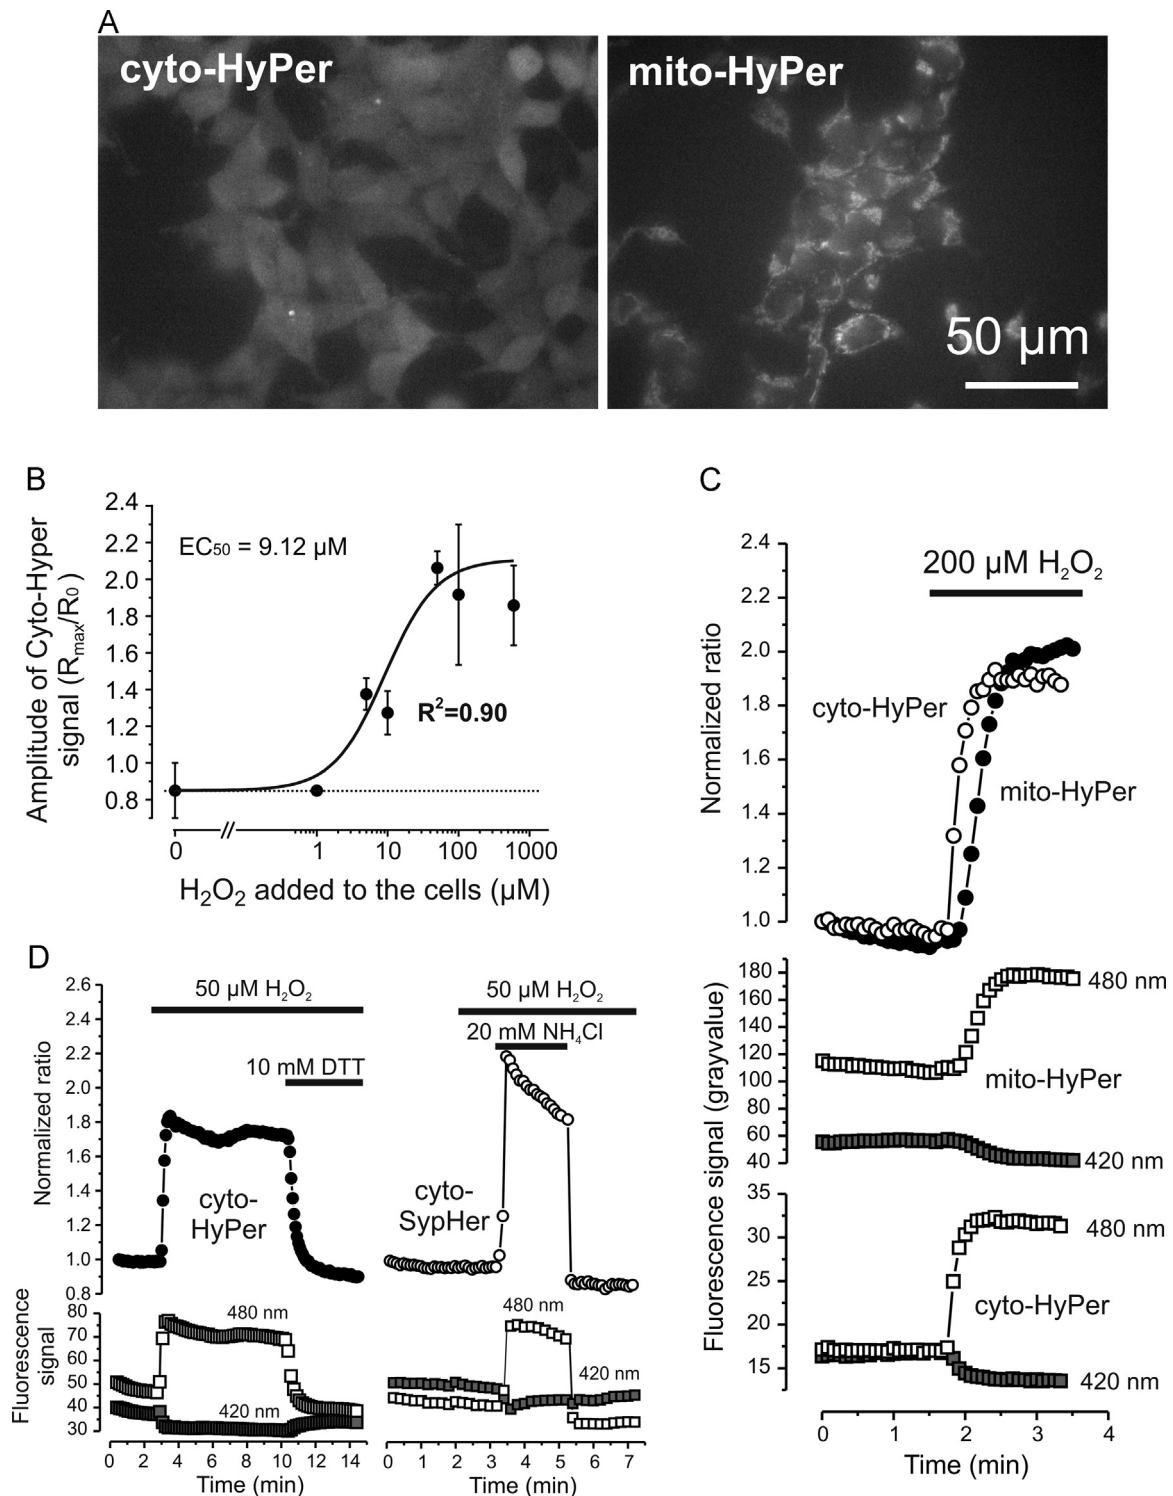 A
cyto-HyPer
mito-HyPer
50 µm
B
Amplitude of Cyto-Hyper
signal (Rmax/R0)
2.4
2.2
2.0
1.8
1.6
1.4
1.2
1.0
0.8
EC50 = 9.12 µM
R²=0.90
0 1 10 100 1000
H₂O₂ added to the cells (µM)
C
Normalized ratio
2.4
2.2
2.0
1.8
1.6
1.4
1.2
1.0
200 µM H₂O₂
cyto-HyPer
mito-HyPer
Fluorescence signal (grayvalue)
180
160
140
120
100
80
60
40
480 nm
mito-HyPer
420 nm
35
30
25
20
15
480 nm
cyto-HyPer
420 nm
0 1 2 3 4
Time (min)
D
Normalized ratio
2.6
2.4
2.2
2.0
1.8
1.6
1.4
1.2
1.0
0.8
50 µM H₂O₂
10 mM DTT
cyto-
HyPer
50 µM H₂O₂
20 mM NH₄Cl
cyto-
SypHer
Fluorescence
signal
80
70
60
50
40
30
480 nm
420 nm
480 nm
420 nm
0 2 4 6 8 10 12 14
Time (min)
0 1 2 3 4 5 6 7
Time (min)